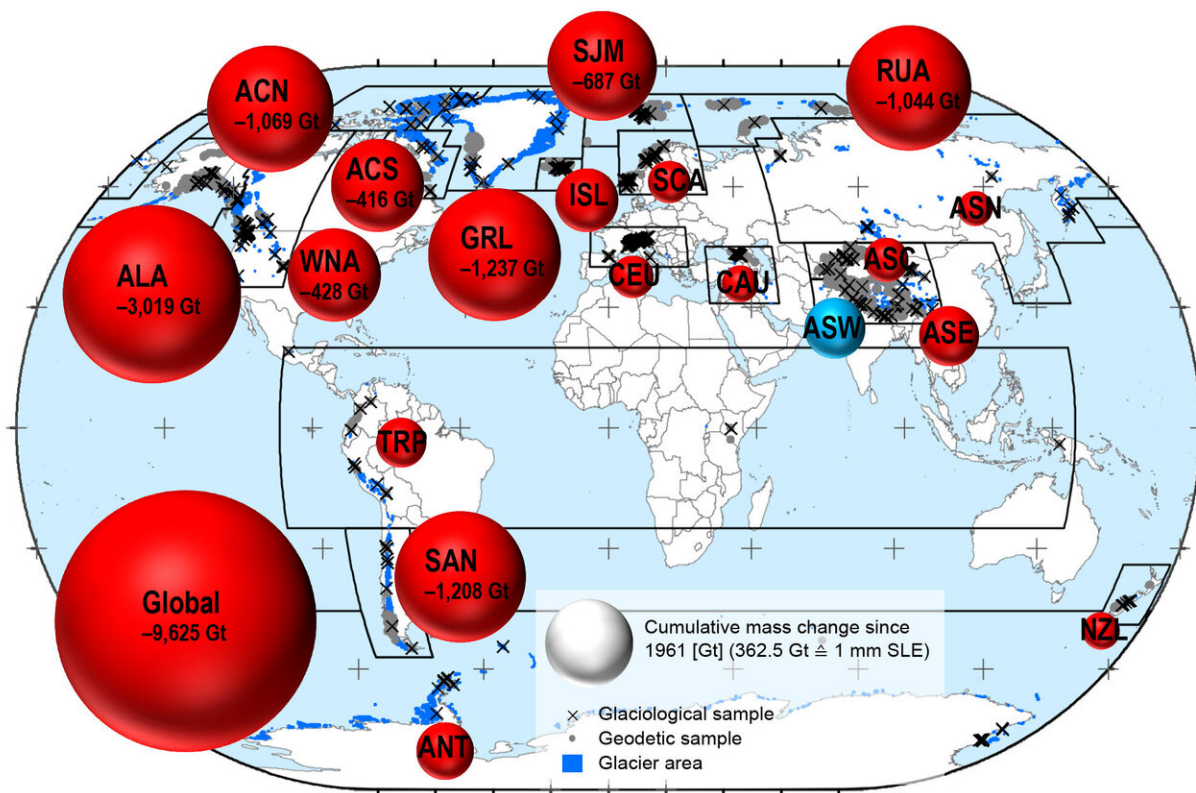 SJM
–687 Gt
RUA
–1,044 Gt
ACN
–1,069 Gt
ACS
–416 Gt
ISL
SCA
ASN
ALA
–3,019 Gt
WNA
–428 Gt
GRL
–1,237 Gt
CEU
CAU
ASC
ASW
ASE
TRP
Global
–9,625 Gt
SAN
–1,208 Gt
NZL
ANT
Cumulative mass change since
1961 [Gt] (362.5 Gt ≙ 1 mm SLE)
Glaciological sample
Geodetic sample
Glacier area